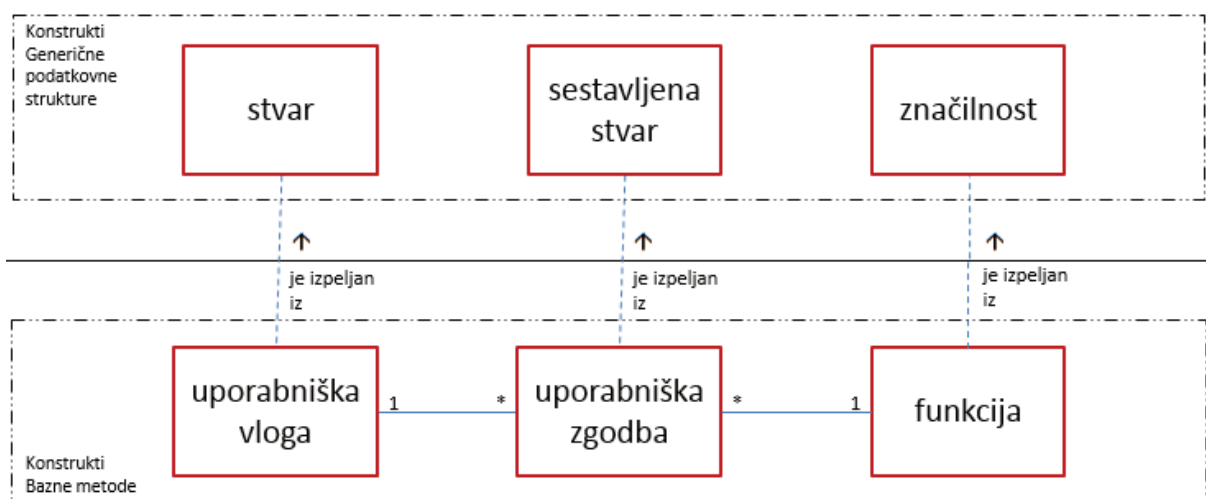 Konstrukti
Generične
podatkovne
strukture
stvar
sestavljena
stvar
značilnost
je izpeljan
iz
je izpeljan
iz
je izpeljan
iz
uporabniška
vloga
1
*
uporabniška
zgodba
*
1
funkcija
Konstrukti
Bazne metode